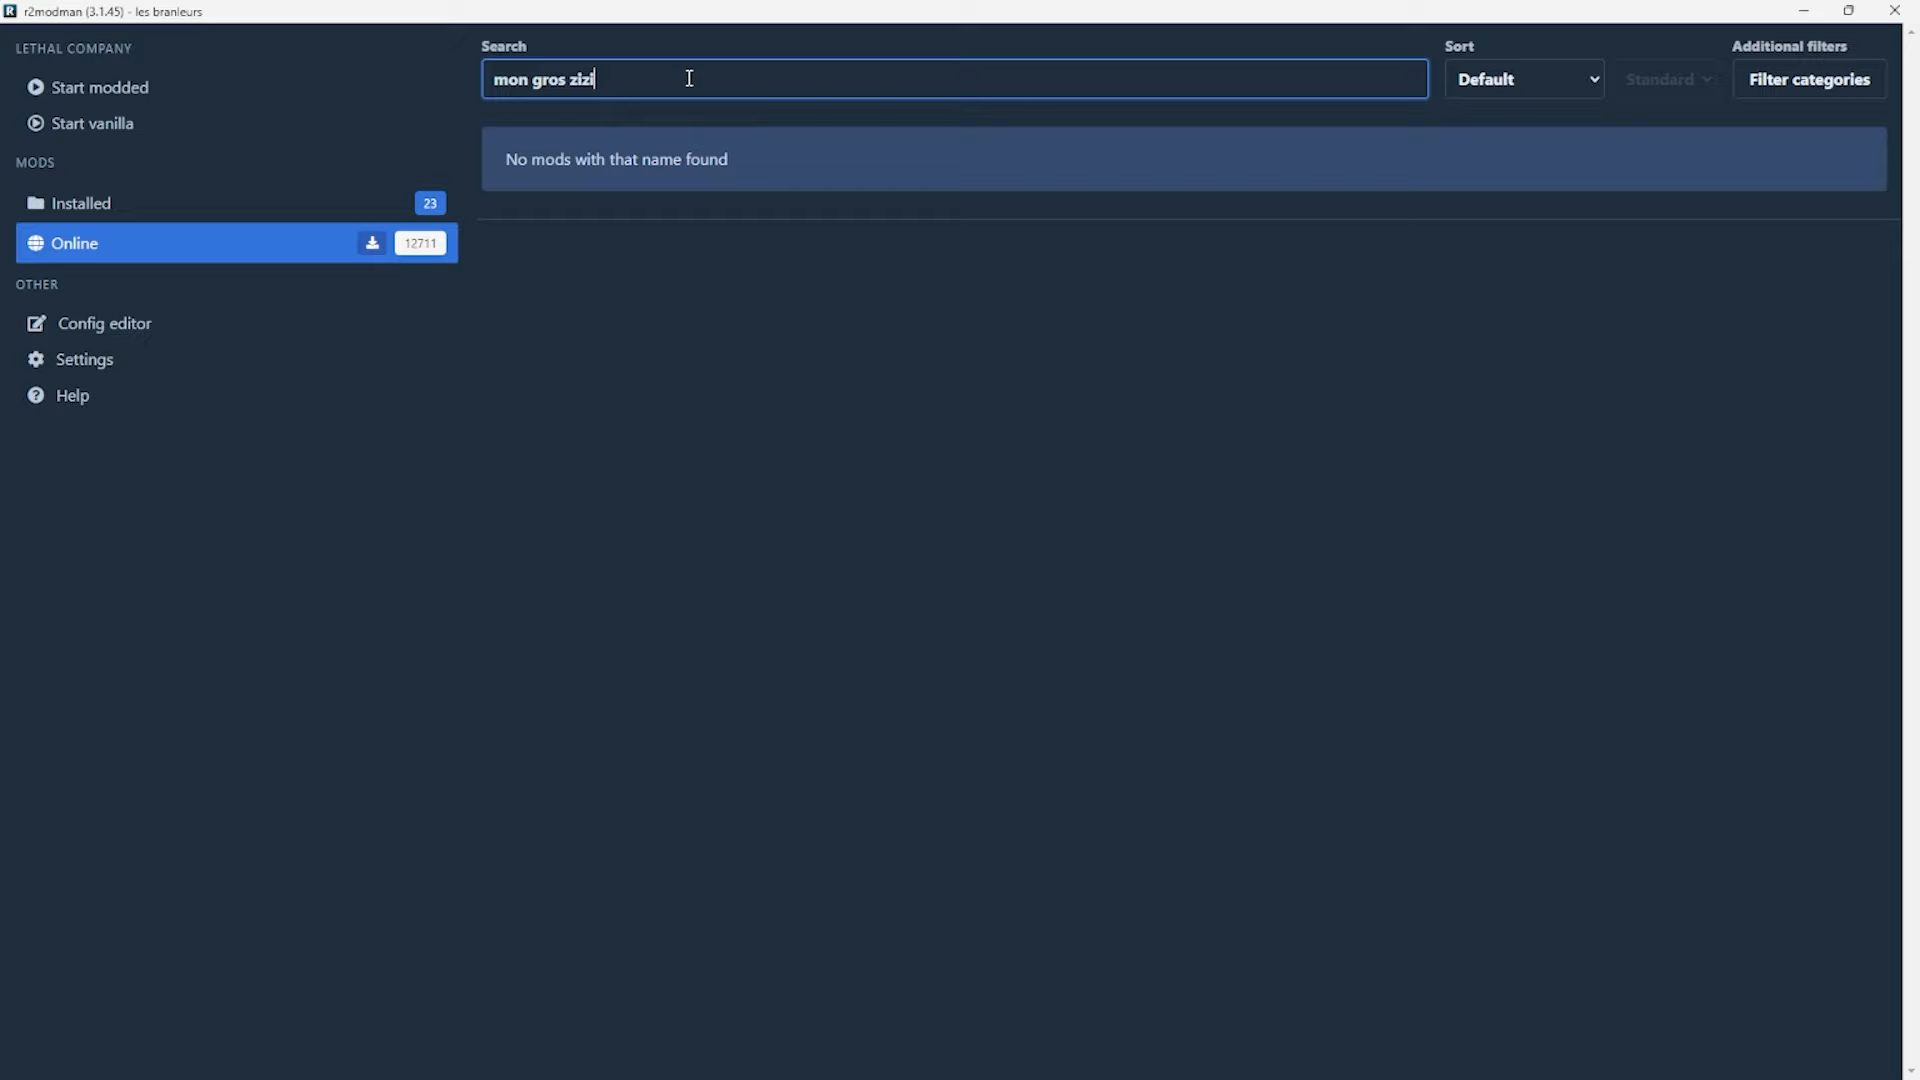 r2modman (3.1.45) - les branleurs
LETHAL COMPANY
Start modded
Start vanilla
MODS
Installed 23
Online 12711
OTHER
Config editor
Settings
Help
Search
mon gros zizi
Sort
Default
Standard
Additional filters
Filter categories
No mods with that name found